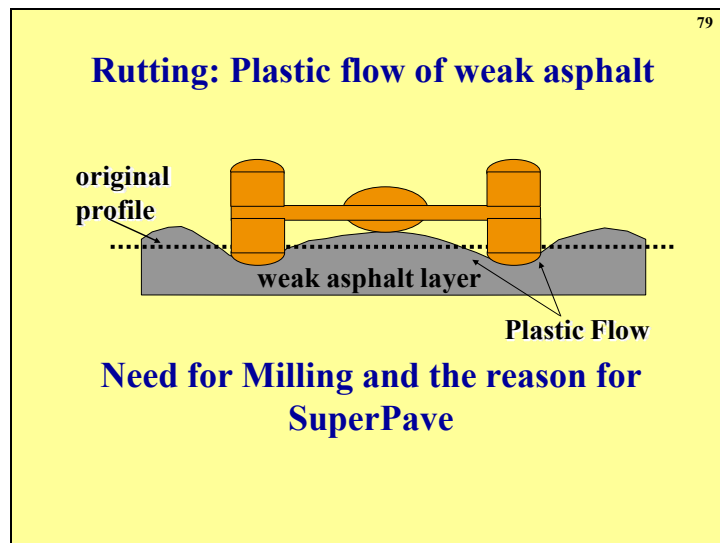 79
Rutting: Plastic flow of weak asphalt
original
profile
weak asphalt layer
Plastic Flow
Need for Milling and the reason for
SuperPave